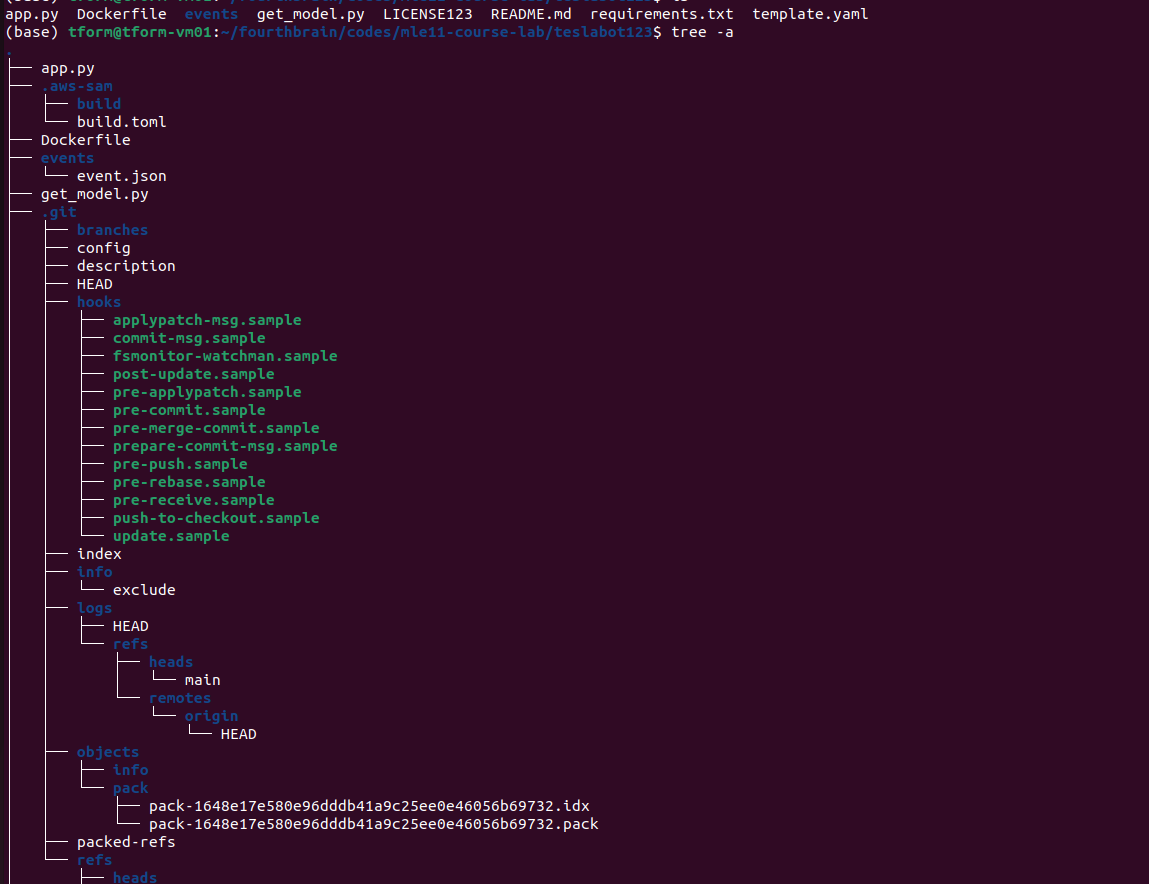 app.py  Dockerfile  events  get_model.py  LICENSE123  README.md  requirements.txt  template.yaml
(base) tform@tform-vm01:~/fourthbrain/codes/mle11-course-lab/teslabot123$ tree -a
.
├── app.py
├── .aws-sam
│   ├── build
│   └── build.toml
├── Dockerfile
├── events
│   └── event.json
├── get_model.py
├── .git
│   ├── branches
│   ├── config
│   ├── description
│   ├── HEAD
│   ├── hooks
│   │   ├── applypatch-msg.sample
│   │   ├── commit-msg.sample
│   │   ├── fsmonitor-watchman.sample
│   │   ├── post-update.sample
│   │   ├── pre-applypatch.sample
│   │   ├── pre-commit.sample
│   │   ├── pre-merge-commit.sample
│   │   ├── prepare-commit-msg.sample
│   │   ├── pre-push.sample
│   │   ├── pre-rebase.sample
│   │   ├── pre-receive.sample
│   │   ├── push-to-checkout.sample
│   │   └── update.sample
│   ├── index
│   ├── info
│   │   └── exclude
│   ├── logs
│   │   ├── HEAD
│   │   └── refs
│   │       ├── heads
│   │       │   └── main
│   │       └── remotes
│   │           └── origin
│   │               └── HEAD
│   ├── objects
│   │   ├── info
│   │   └── pack
│   │       ├── pack-1648e17e580e96dddb41a9c25ee0e46056b69732.idx
│   │       └── pack-1648e17e580e96dddb41a9c25ee0e46056b69732.pack
│   ├── packed-refs
│   └── refs
│       ├── heads